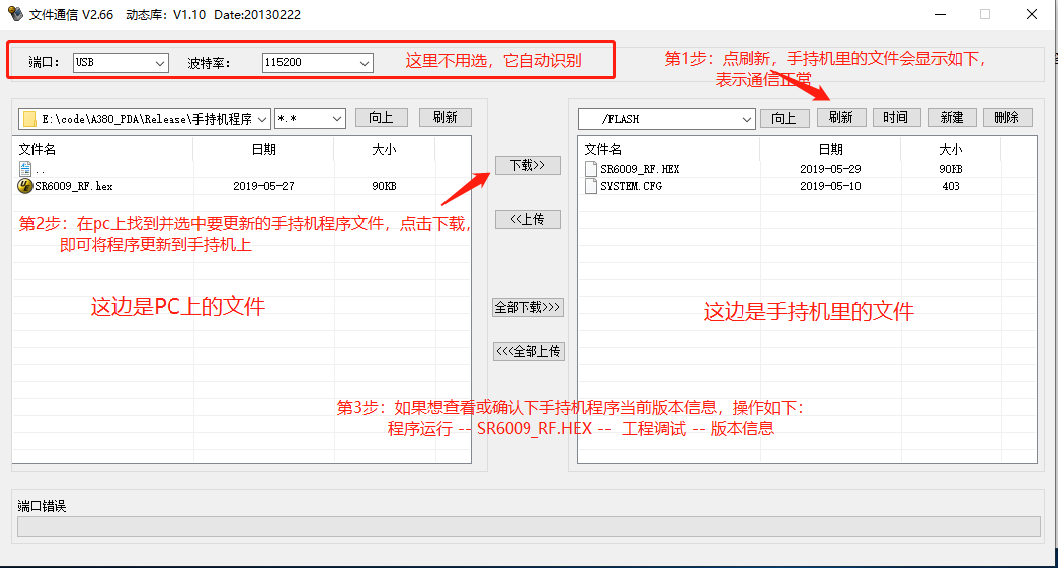 文件通信 V2.66 动态库：V1.10 Date:20130222
端口： USB 波特率： 115200 这里不用选，它自动识别
第1步：点刷新，手持机里的文件会显示如下，
表示通信正常
E:\code\A380_PDA\Release\手持机程序 *.* 向上 刷新
/FLASH 向上 刷新 时间 新建 删除
文件名 日期 大小
..
SR6009_RF.hex 2019-05-27 90KB
下载>>
<<上传
全部下载>>>
<<<全部上传
文件名 日期 大小
SR6009_RF.HEX 2019-05-29 90KB
SYSTEM.CFG 2019-05-10 403
第2步：在pc上找到并选中要更新的手持机程序文件，点击下载，
即可将程序更新到手持机上
这边是PC上的文件
这边是手持机里的文件
第3步：如果想查看或确认下手持机程序当前版本信息，操作如下：
程序运行 -- SR6009_RF.HEX -- 工程调试 -- 版本信息
端口错误